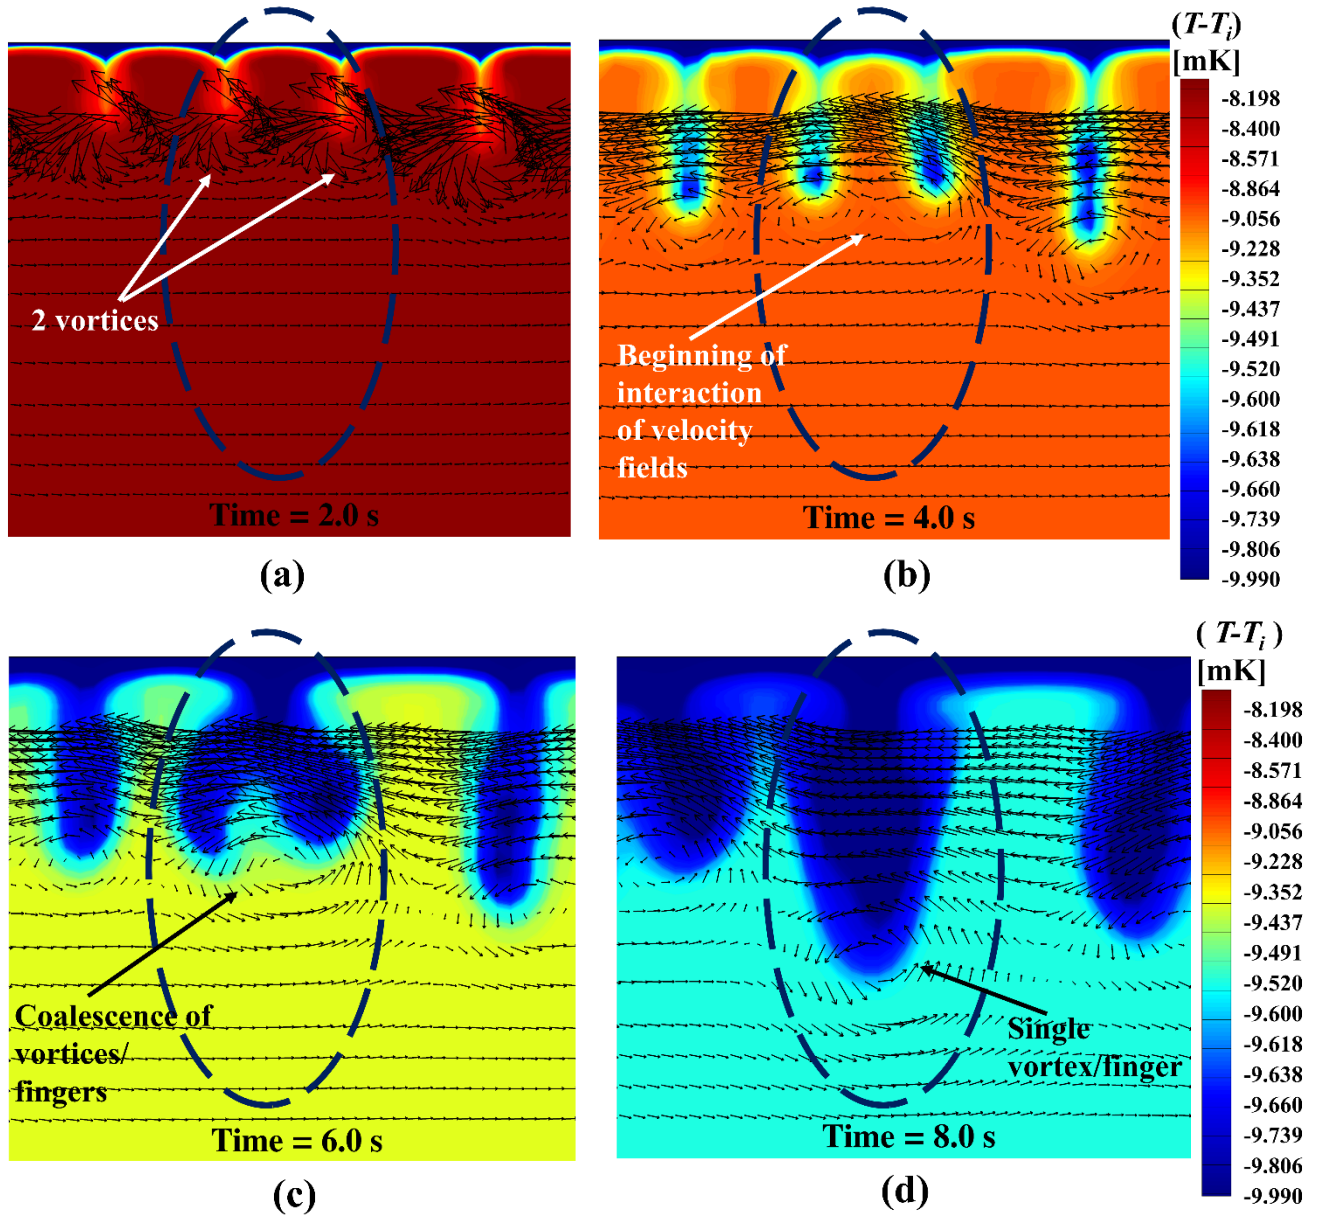 2 vortices
Time = 2.0 s
(a)
Beginning of
interaction
of velocity
fields
Time = 4.0 s
(b)
(T-Ti)
[mK]
-8.198
-8.400
-8.571
-8.864
-9.056
-9.228
-9.352
-9.437
-9.491
-9.520
-9.600
-9.618
-9.638
-9.660
-9.739
-9.806
-9.990
Coalescence of
vortices/
fingers
Time = 6.0 s
(c)
Single
vortex/finger
Time = 8.0 s
(d)
( T-Ti )
[mK]
-8.198
-8.400
-8.571
-8.864
-9.056
-9.228
-9.352
-9.437
-9.491
-9.520
-9.600
-9.618
-9.638
-9.660
-9.739
-9.806
-9.990